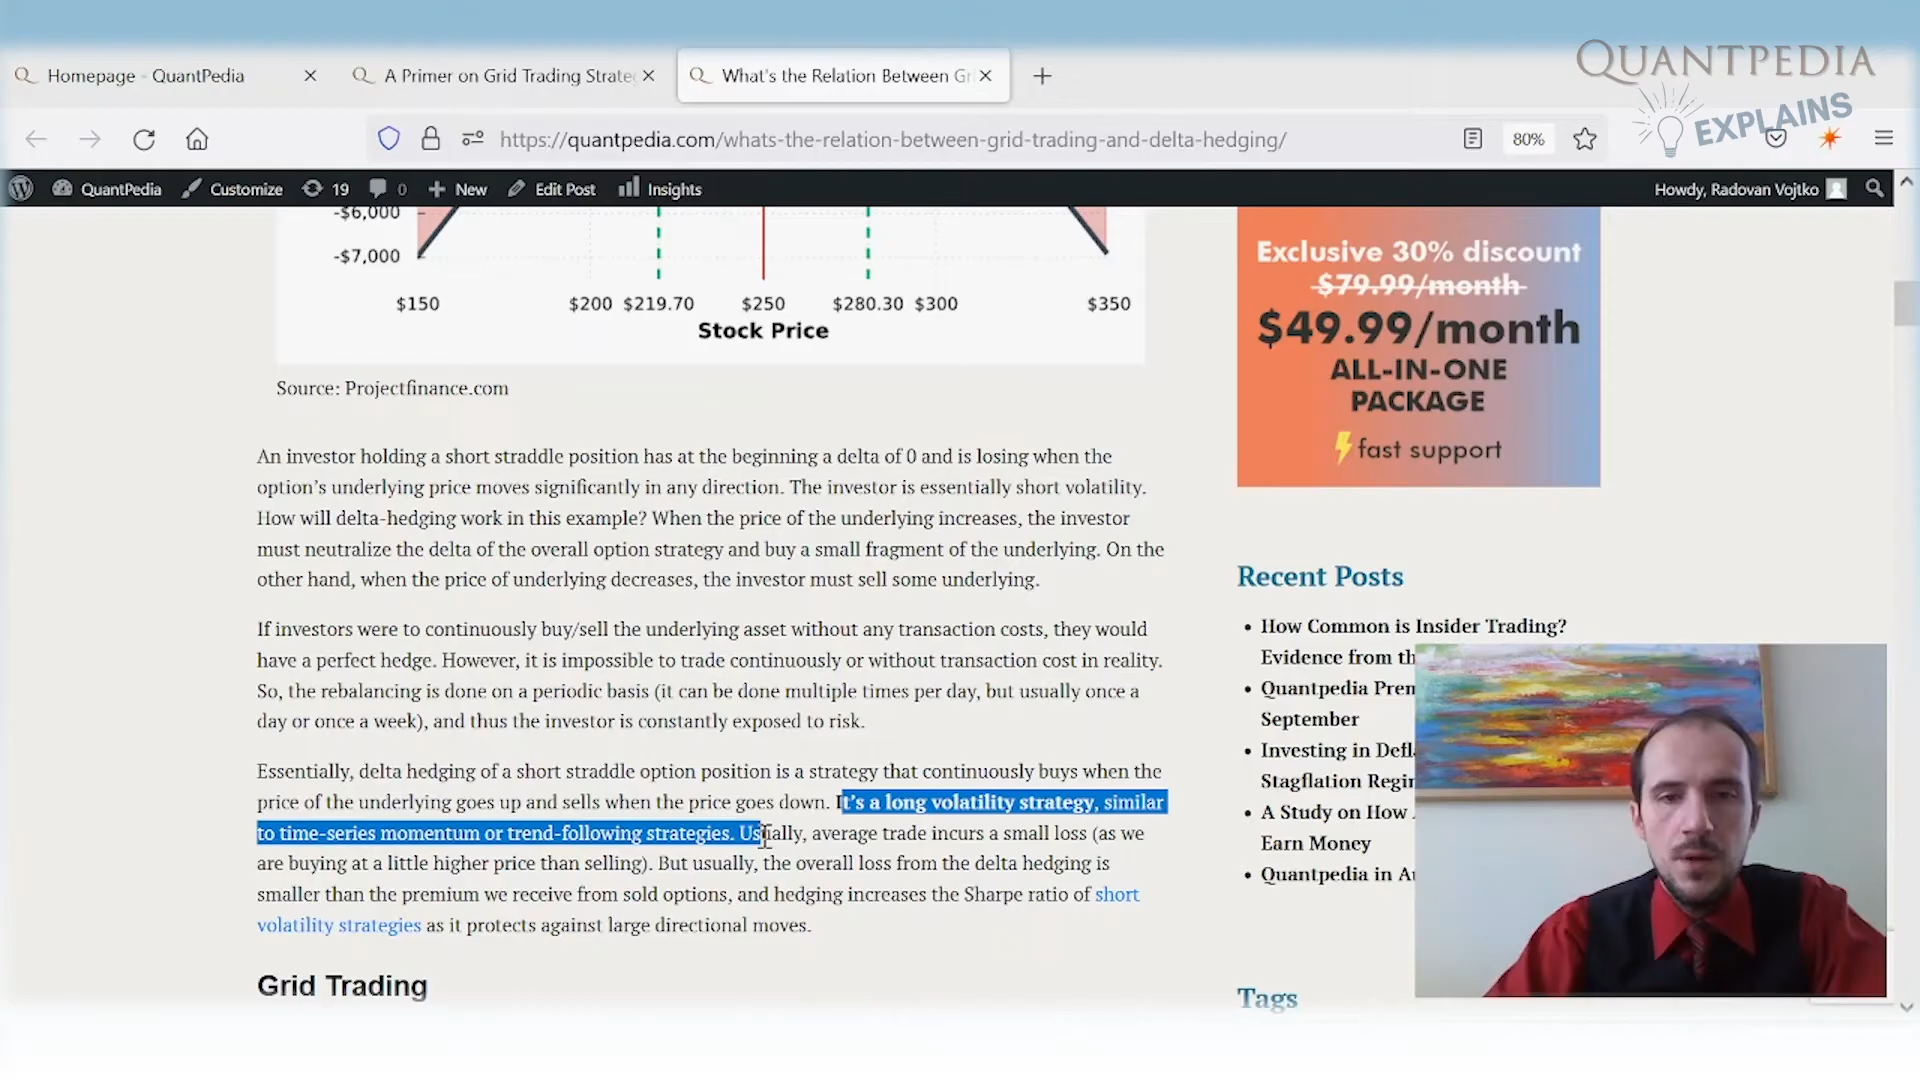 QUANTPEDIA
EXPLAINS
Homepage - QuantPedia
A Primer on Grid Trading Strate
What's the Relation Between Gr
https://quantpedia.com/whats-the-relation-between-grid-trading-and-delta-hedging/
80%
QuantPedia Customize 19 0 New Edit Post Insights
Howdy, Radovan Vojtko
-$6,000
-$7,000
$150 $200 $219.70 $250 $280.30 $300 $350
Stock Price
Source: Projectfinance.com
An investor holding a short straddle position has at the beginning a delta of 0 and is losing when the
option's underlying price moves significantly in any direction. The investor is essentially short volatility.
How will delta-hedging work in this example? When the price of the underlying increases, the investor
must neutralize the delta of the overall option strategy and buy a small fragment of the underlying. On the
other hand, when the price of underlying decreases, the investor must sell some underlying.
If investors were to continuously buy/sell the underlying asset without any transaction costs, they would
have a perfect hedge. However, it is impossible to trade continuously or without transaction cost in reality.
So, the rebalancing is done on a periodic basis (it can be done multiple times per day, but usually once a
day or once a week), and thus the investor is constantly exposed to risk.
Essentially, delta hedging of a short straddle option position is a strategy that continuously buys when the
price of the underlying goes up and sells when the price goes down. It's a long volatility strategy, similar
to time-series momentum or trend-following strategies. Usually, average trade incurs a small loss (as we
are buying at a little higher price than selling). But usually, the overall loss from the delta hedging is
smaller than the premium we receive from sold options, and hedging increases the Sharpe ratio of short
volatility strategies as it protects against large directional moves.
Grid Trading
Exclusive 30% discount
$79.99/month
$49.99/month
ALL-IN-ONE
PACKAGE
fast support
Recent Posts
How Common is Insider Trading?
Evidence from th
Quantpedia Pren
September
Investing in Defl
Stagflation Regin
A Study on How
Earn Money
Quantpedia in Au
Tags